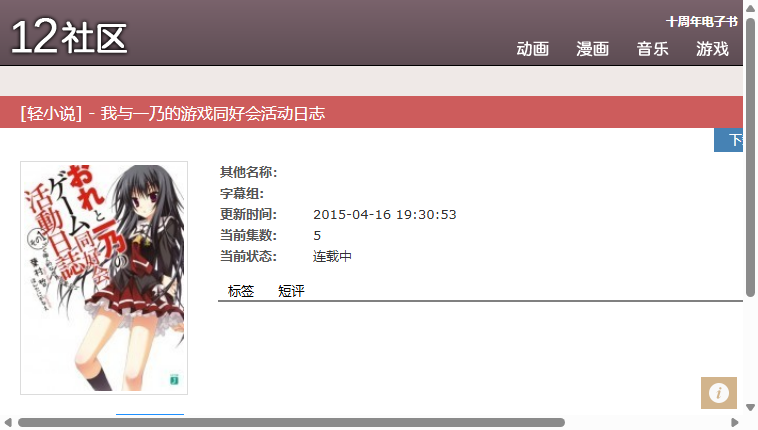 12社区
十周年电子书
动画 漫画 音乐 游戏
[轻小说] - 我与一乃的游戏同好会活动日志
下
おれと一乃の
ゲーム同好会
活動日誌
其他名称:
字幕组:
更新时间: 2015-04-16 19:30:53
当前集数: 5
当前状态: 连载中
标签 短评